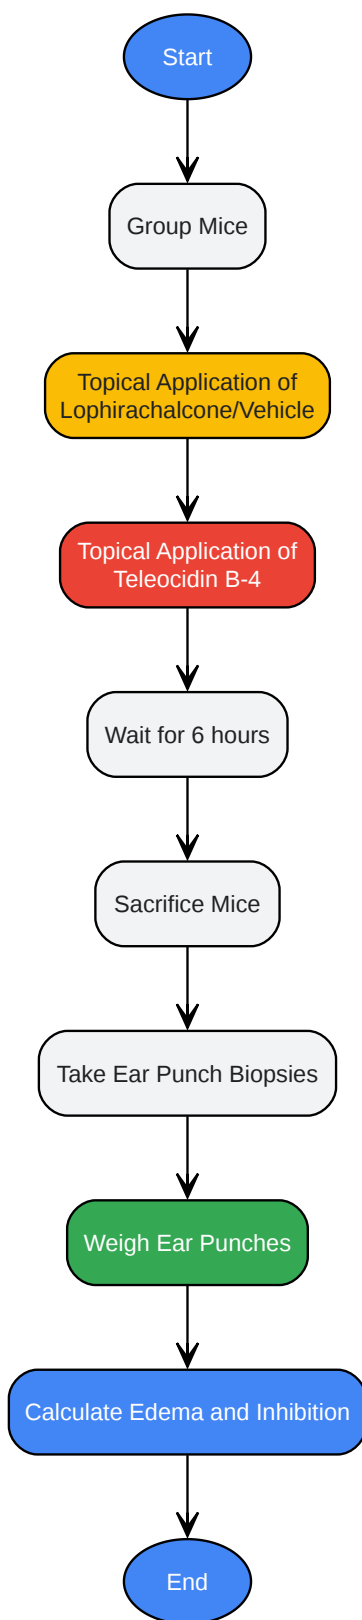 Start
Group Mice
Topical Application of
Lophirachalcone/Vehicle
Topical Application of
Teleocidin B-4
Wait for 6 hours
Sacrifice Mice
Take Ear Punch Biopsies
Weigh Ear Punches
Calculate Edema and Inhibition
End